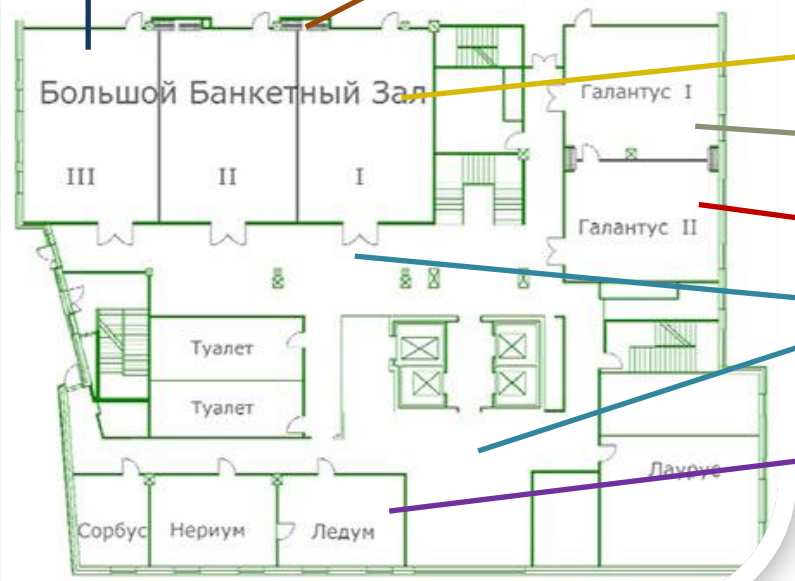 Большой Банкетный Зал
III
II
I
Галантус I
Галантус II
Туалет
Туалет
Лаурус
Сорбус
Нериум
Ледум